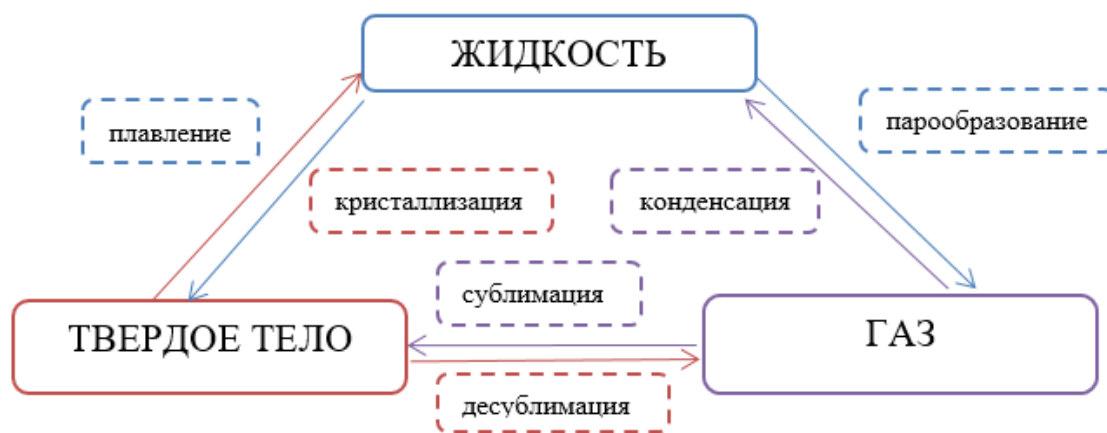 ЖИДКОСТЬ
плавление
парообразование
кристаллизация
конденсация
сублимация
ТВЕРДОЕ ТЕЛО
ГАЗ
десублимация